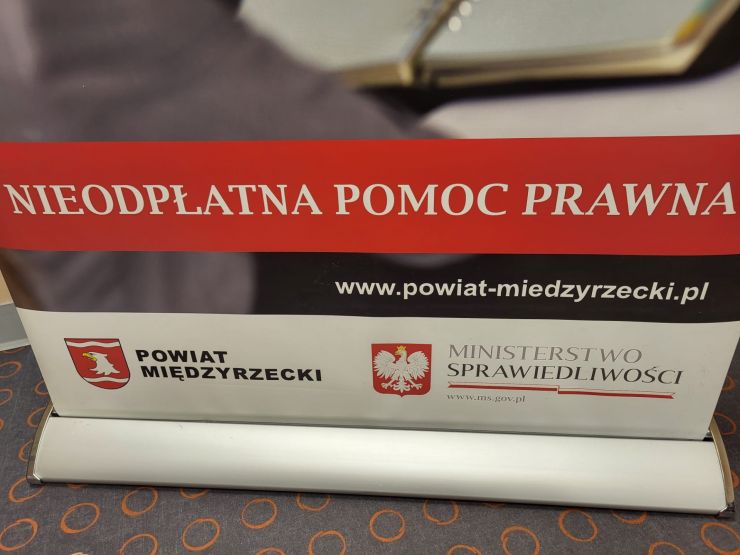 NIEODPŁATNA POMOC PRAWNA
www.powiat-miedzyrzecki.pl
POWIAT
MIĘDZYRZECKI
MINISTERSTWO
SPRAWIEDLIWOŚCI
www.ms.gov.pl